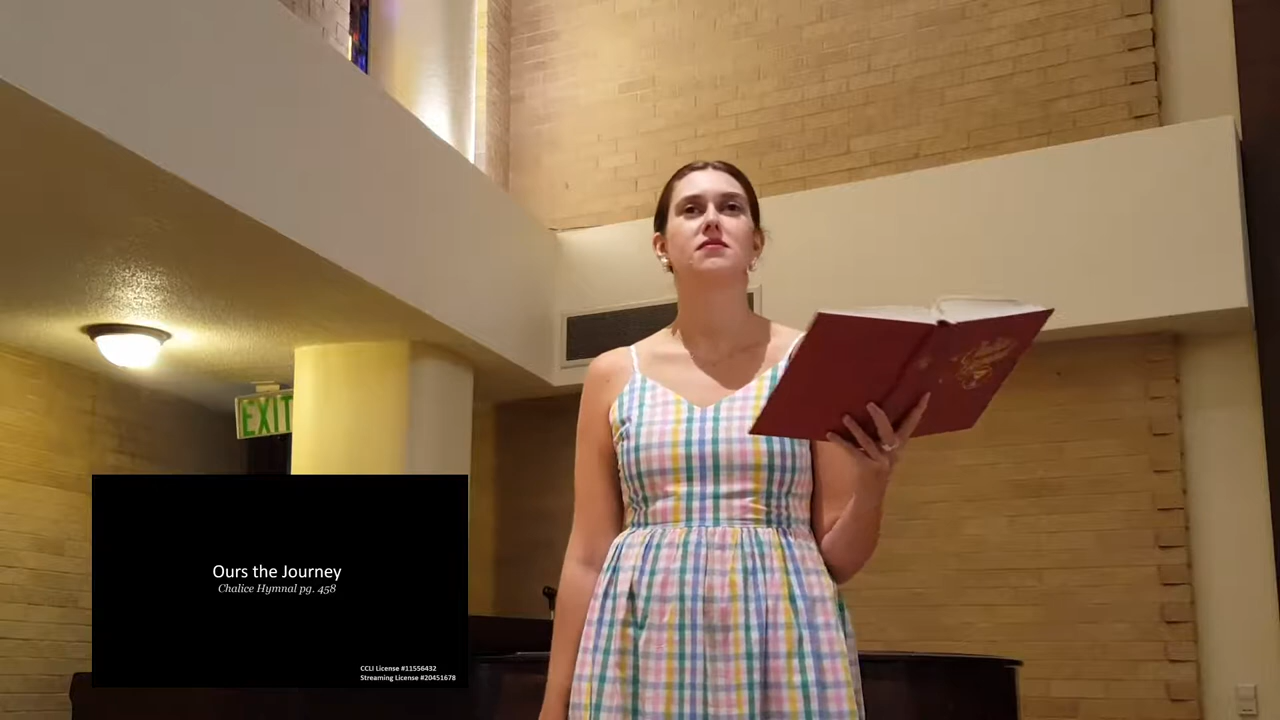 EXIT
Ours the Journey
Chalice Hymnal pg. 458
CCLI License #11556432
Streaming License #20451678